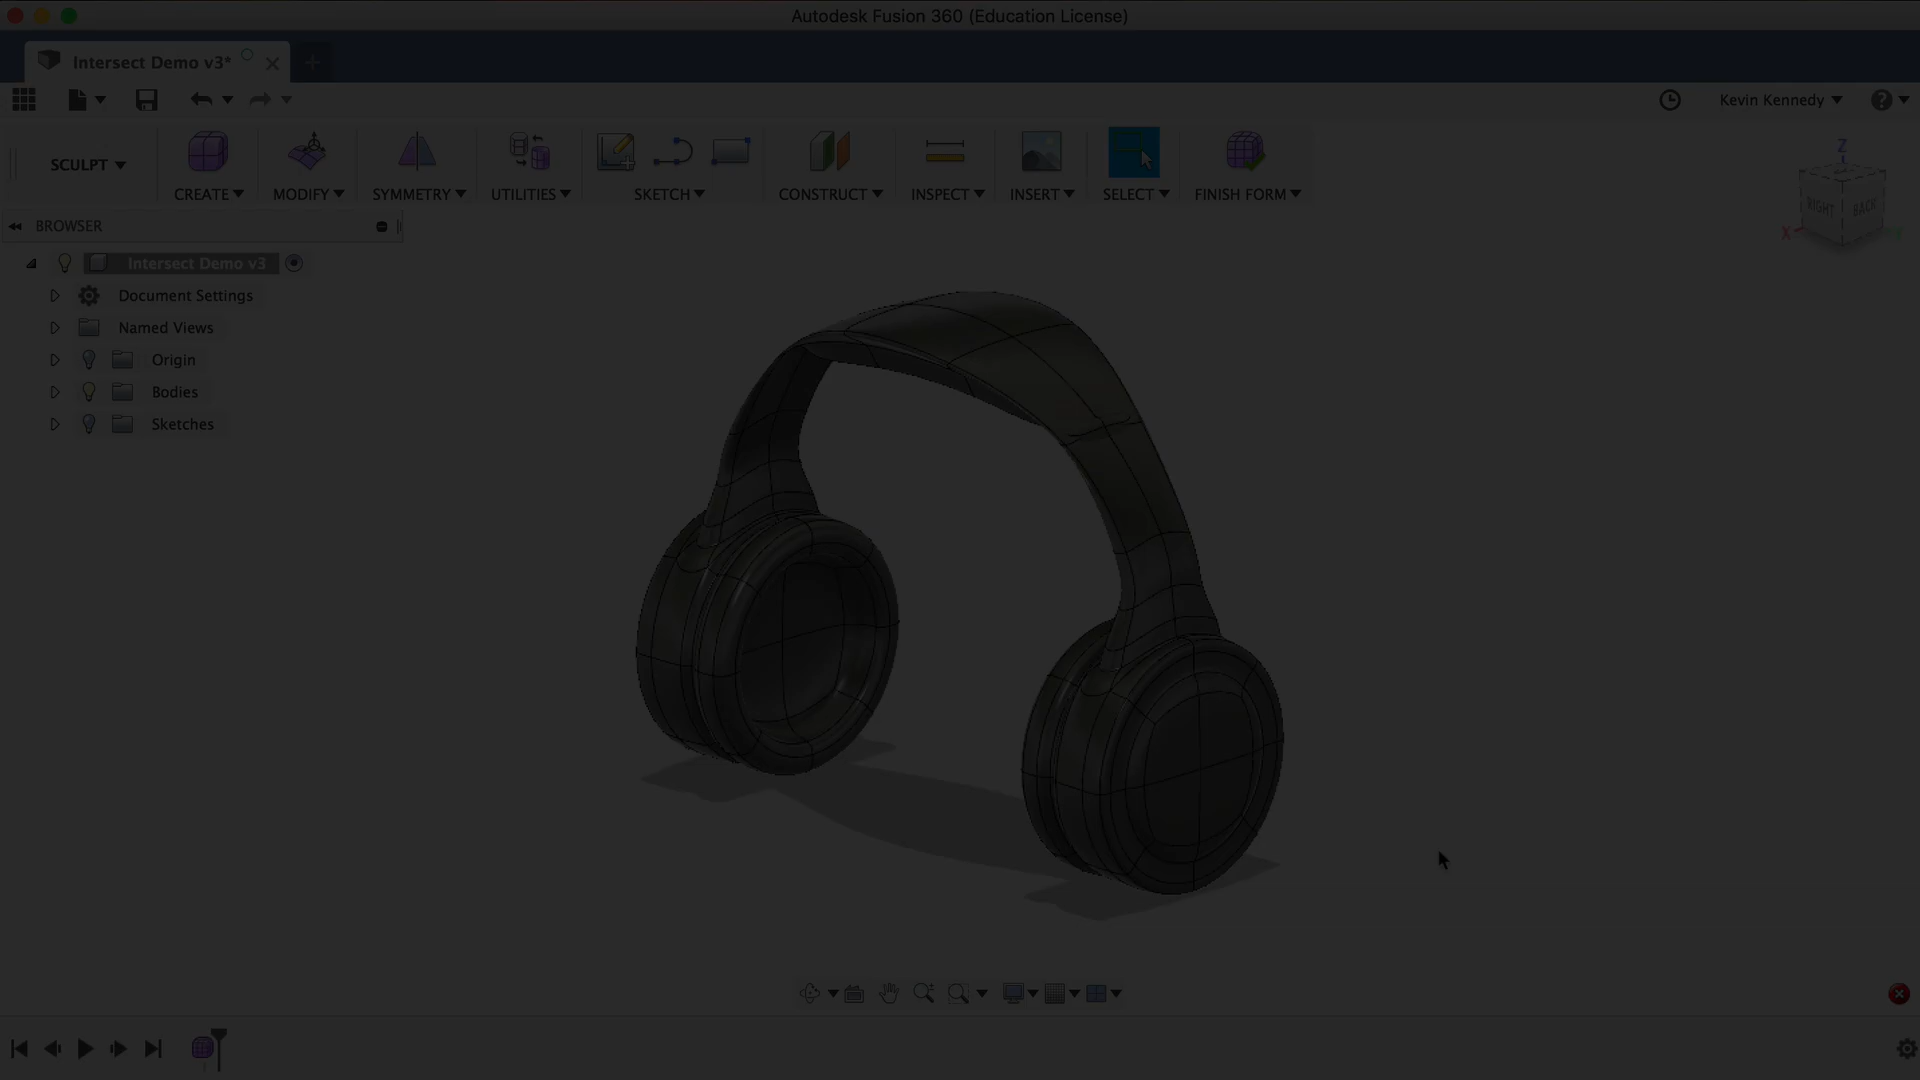 Autodesk Fusion 360 (Education License)
Intersect Demo v3*
Kevin Kennedy
SCULPT
CREATE
MODIFY
SYMMETRY
UTILITIES
SKETCH
CONSTRUCT
INSPECT
INSERT
SELECT
FINISH FORM
Z
RIGHT
BACK
X
BROWSER
Intersect Demo v3
Document Settings
Named Views
Origin
Bodies
Sketches